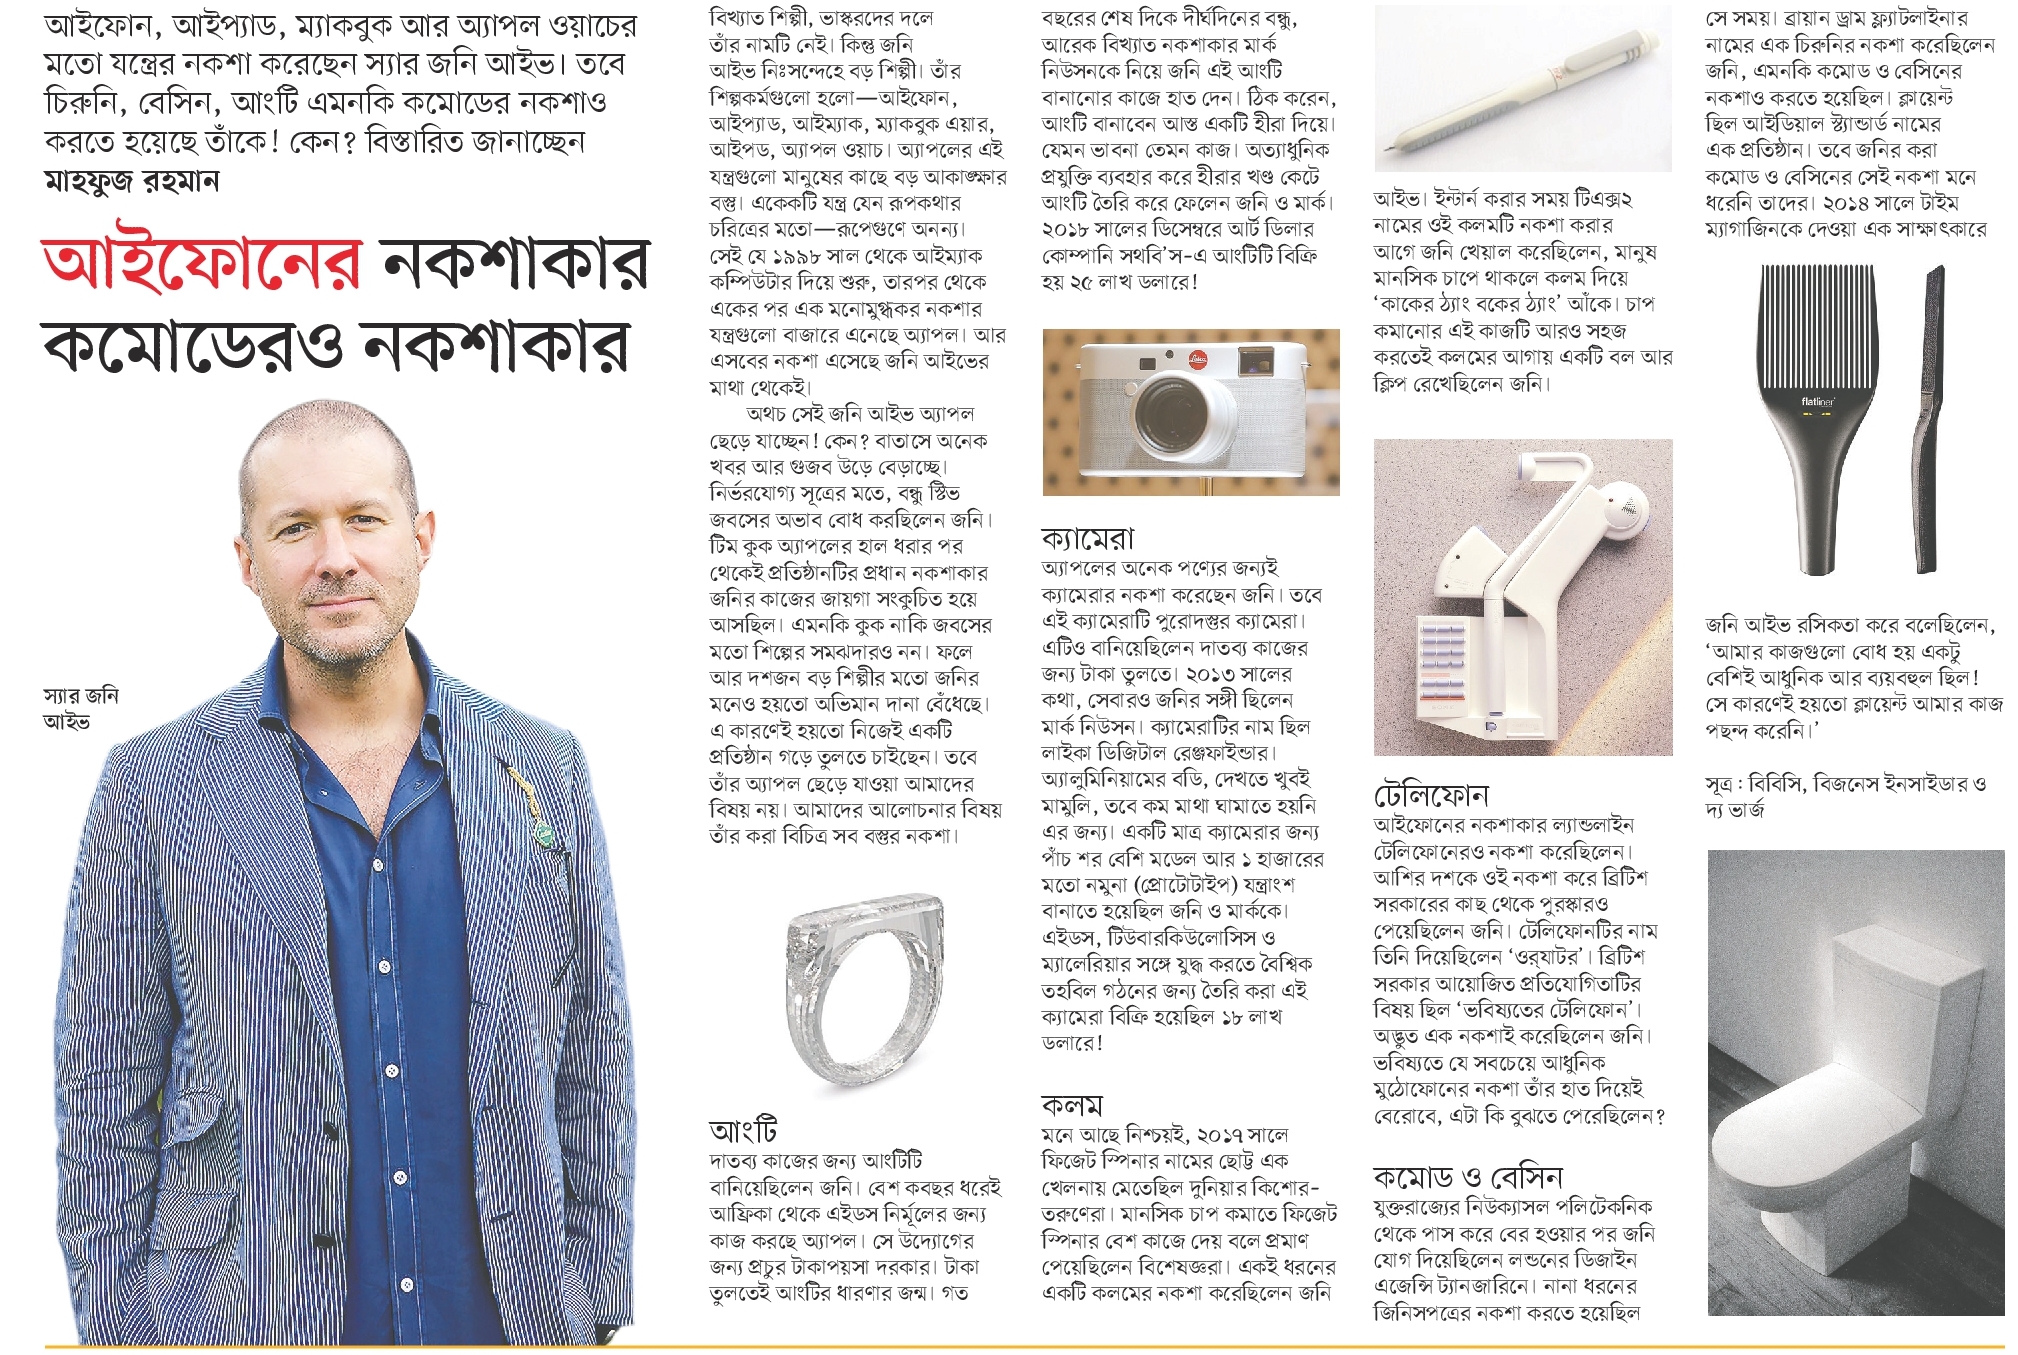 আইফোন, আইপ্যাড, ম্যাকবুক আর অ্যাপল ওয়াচের
মতো যন্ত্রের নকশা করেছেন স্যার জনি আইভ। তবে
চিরুনি, বেসিন, আংটি এমনকি কমোডের নকশাও
করতে হয়েছে তাঁকে! কেন? বিস্তারিত জানাচ্ছেন
মাহফুজ রহমান
আইফোনের নকশাকার
কমোডেরও নকশাকার
স্যার জনি
আইভ
বিখ্যাত শিল্পী, ভাস্করদের দলে
তাঁর নামটি নেই। কিন্তু জনি
আইভ নিঃসন্দেহে বড় শিল্পী। তাঁর
শিল্পকর্মগুলো হলো—আইফোন,
আইপ্যাড, আইম্যাক, ম্যাকবুক এয়ার,
আইপড, অ্যাপল ওয়াচ। অ্যাপলের এই
যন্ত্রগুলো মানুষের কাছে বড় আকাঙ্ক্ষার
বস্তু। একেকটি যন্ত্র যেন রূপকথার
চরিত্রের মতো—রূপেগুণে অনন্য।
সেই যে ১৯৯৮ সাল থেকে আইম্যাক
কম্পিউটার দিয়ে শুরু, তারপর থেকে
একের পর এক মনোমুগ্ধকর নকশার
যন্ত্রগুলো বাজারে এনেছে অ্যাপল। আর
এসবের নকশা এসেছে জনি আইভের
মাথা থেকেই।
অথচ সেই জনি আইভ অ্যাপল
ছেড়ে যাচ্ছেন! কেন? বাতাসে অনেক
খবর আর গুজব উড়ে বেড়াচ্ছে।
নির্ভরযোগ্য সূত্রের মতে, বন্ধু স্টিভ
জবসের অভাব বোধ করছিলেন জনি।
টিম কুক অ্যাপলের হাল ধরার পর
থেকেই প্রতিষ্ঠানটির প্রধান নকশাকার
জনির কাজের জায়গা সংকুচিত হয়ে
আসছিল। এমনকি কুক নাকি জবসের
মতো শিল্পের সমঝদারও নন। ফলে
আর দশজন বড় শিল্পীর মতো জনির
মনেও হয়তো অভিমান দানা বেঁধেছে।
এ কারণেই হয়তো নিজেই একটি
প্রতিষ্ঠান গড়ে তুলতে চাইছেন। তবে
তাঁর অ্যাপল ছেড়ে যাওয়া আমাদের
বিষয় নয়। আমাদের আলোচনার বিষয়
তাঁর করা বিচিত্র সব বস্তুর নকশা।
আংটি
দাতব্য কাজের জন্য আংটিটি
বানিয়েছিলেন জনি। বেশ কবছর ধরেই
আফ্রিকা থেকে এইডস নির্মূলের জন্য
কাজ করছে অ্যাপল। সে উদ্যোগের
জন্য প্রচুর টাকাপয়সা দরকার। টাকা
তুলতেই আংটির ধারণার জন্ম। গত
বছরের শেষ দিকে দীর্ঘদিনের বন্ধু,
আরেক বিখ্যাত নকশাকার মার্ক
নিউসনকে নিয়ে জনি এই আংটি
বানানোর কাজে হাত দেন। ঠিক করেন,
আংটি বানাবেন আস্ত একটি হীরা দিয়ে।
যেমন ভাবনা তেমন কাজ। অত্যাধুনিক
প্রযুক্তি ব্যবহার করে হীরার খণ্ড কেটে
আংটি তৈরি করে ফেলেন জনি ও মার্ক।
২০১৮ সালের ডিসেম্বরে আর্ট ডিলার
কোম্পানি সথবি'স-এ আংটিটি বিক্রি
হয় ২৫ লাখ ডলারে!
Leica
ক্যামেরা
অ্যাপলের অনেক পণ্যের জন্যই
ক্যামেরার নকশা করেছেন জনি। তবে
এই ক্যামেরাটি পুরোদস্তুর ক্যামেরা।
এটিও বানিয়েছিলেন দাতব্য কাজের
জন্য টাকা তুলতে। ২০১৩ সালের
কথা, সেবারও জনির সঙ্গী ছিলেন
মার্ক নিউসন। ক্যামেরাটির নাম ছিল
লাইকা ডিজিটাল রেঞ্জফাইন্ডার।
অ্যালুমিনিয়ামের বডি, দেখতে খুবই
মামুলি, তবে কম মাথা ঘামাতে হয়নি
এর জন্য। একটি মাত্র ক্যামেরার জন্য
পাঁচ শর বেশি মডেল আর ১ হাজারের
মতো নমুনা (প্রোটোটাইপ) যন্ত্রাংশ
বানাতে হয়েছিল জনি ও মার্ককে।
এইডস, টিউবারকিউলোসিস ও
ম্যালেরিয়ার সঙ্গে যুদ্ধ করতে বৈশ্বিক
তহবিল গঠনের জন্য তৈরি করা এই
ক্যামেরা বিক্রি হয়েছিল ১৮ লাখ
ডলারে!
কলম
মনে আছে নিশ্চয়ই, ২০১৭ সালে
ফিজেট স্পিনার নামের ছোট্ট এক
খেলনায় মেতেছিল দুনিয়ার কিশোর-
তরুণেরা। মানসিক চাপ কমাতে ফিজেট
স্পিনার বেশ কাজে দেয় বলে প্রমাণ
পেয়েছিলেন বিশেষজ্ঞরা। একই ধরনের
একটি কলমের নকশা করেছিলেন জনি
আইভ। ইন্টার্ন করার সময় টিএক্স২
নামের ওই কলমটি নকশা করার
আগে জনি খেয়াল করেছিলেন, মানুষ
মানসিক চাপে থাকলে কলম দিয়ে
‘কাকের ঠ্যাং বকের ঠ্যাং’ আঁকে। চাপ
কমানোর এই কাজটি আরও সহজ
করতেই কলমের আগায় একটি বল আর
ক্লিপ রেখেছিলেন জনি।
টেলিফোন
আইফোনের নকশাকার ল্যান্ডলাইন
টেলিফোনেরও নকশা করেছিলেন।
আশির দশকে ওই নকশা করে ব্রিটিশ
সরকারের কাছ থেকে পুরস্কারও
পেয়েছিলেন জনি। টেলিফোনটির নাম
তিনি দিয়েছিলেন ‘ওর‍্যাটর’। ব্রিটিশ
সরকার আয়োজিত প্রতিযোগিতাটির
বিষয় ছিল ‘ভবিষ্যতের টেলিফোন’।
অদ্ভুত এক নকশাই করেছিলেন জনি।
ভবিষ্যতে যে সবচেয়ে আধুনিক
মুঠোফোনের নকশা তাঁর হাত দিয়েই
বেরোবে, এটা কি বুঝতে পেরেছিলেন?
কমোড ও বেসিন
যুক্তরাজ্যের নিউক্যাসল পলিটেকনিক
থেকে পাস করে বের হওয়ার পর জনি
যোগ দিয়েছিলেন লন্ডনের ডিজাইন
এজেন্সি ট্যানজারিনে। নানা ধরনের
জিনিসপত্রের নকশা করতে হয়েছিল
সে সময়। ব্রায়ান ড্রাম ফ্ল্যাটলাইনার
নামের এক চিরুনির নকশা করেছিলেন
জনি, এমনকি কমোড ও বেসিনের
নকশাও করতে হয়েছিল। ক্লায়েন্ট
ছিল আইডিয়াল স্ট্যান্ডার্ড নামের
এক প্রতিষ্ঠান। তবে জনির করা
কমোড ও বেসিনের সেই নকশা মনে
ধরেনি তাদের। ২০১৪ সালে টাইম
ম্যাগাজিনকে দেওয়া এক সাক্ষাৎকারে
flatliner
জনি আইভ রসিকতা করে বলেছিলেন,
‘আমার কাজগুলো বোধ হয় একটু
বেশিই আধুনিক আর ব্যয়বহুল ছিল!
সে কারণেই হয়তো ক্লায়েন্ট আমার কাজ
পছন্দ করেনি।’
সূত্র : বিবিসি, বিজনেস ইনসাইডার ও
দ্য ভার্জ